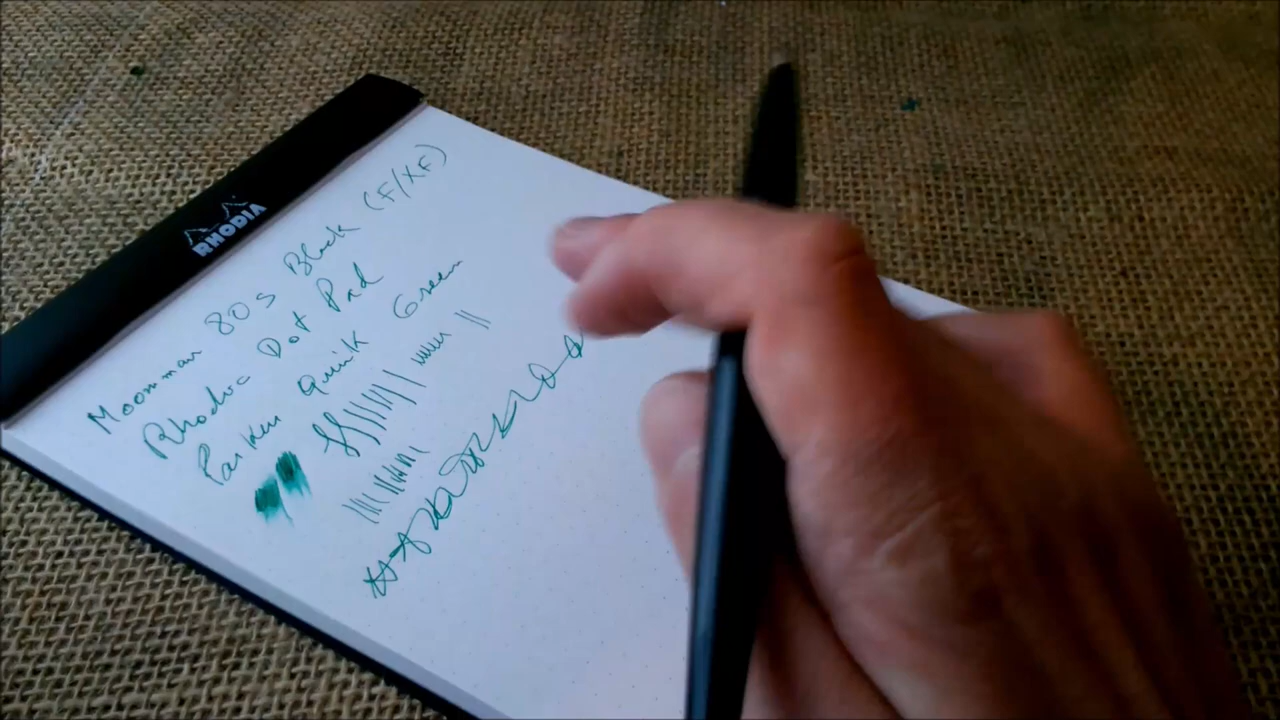 RHODIA
Moonman 80s Black (F/XF)
Rhodia Dot Pad
Parker Quink Green